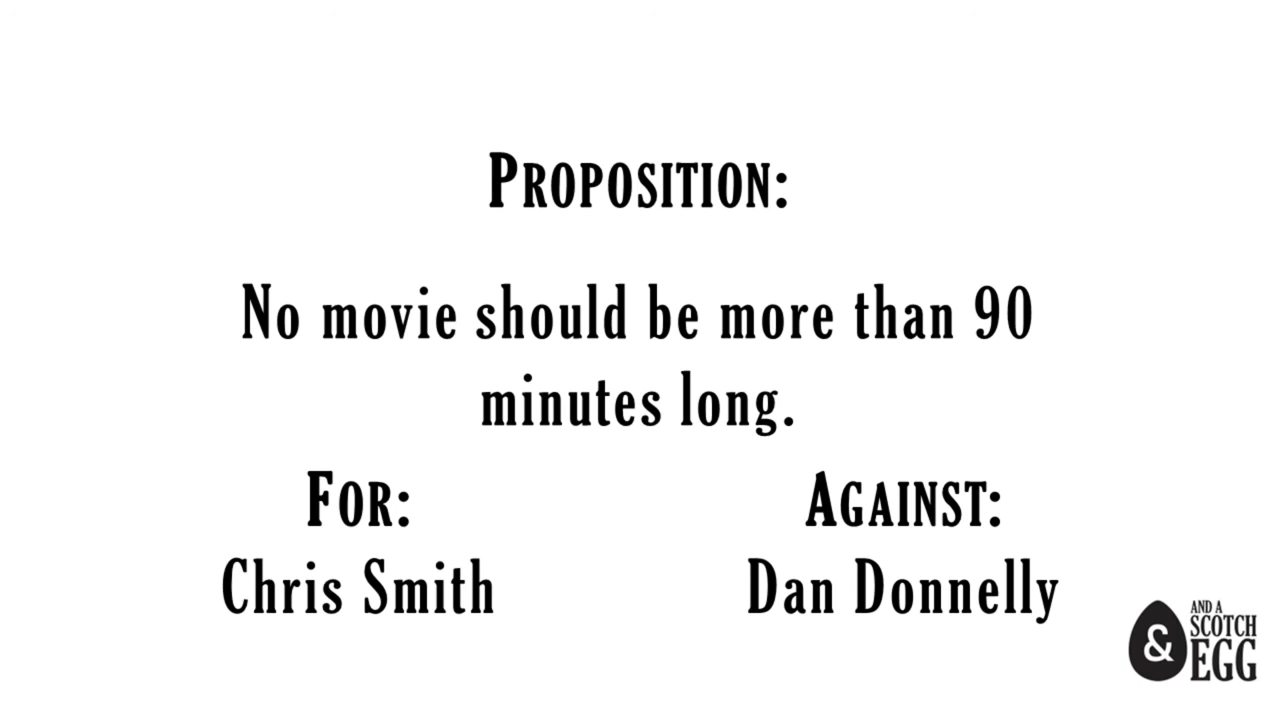 PROPOSITION:
No movie should be more than 90
minutes long.
FOR:
Chris Smith
AGAINST:
Dan Donnelly
&
AND A
SCOTCH
EGG